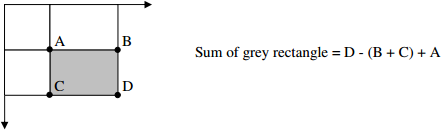 A B
C D
Sum of grey rectangle = D - (B + C) + A